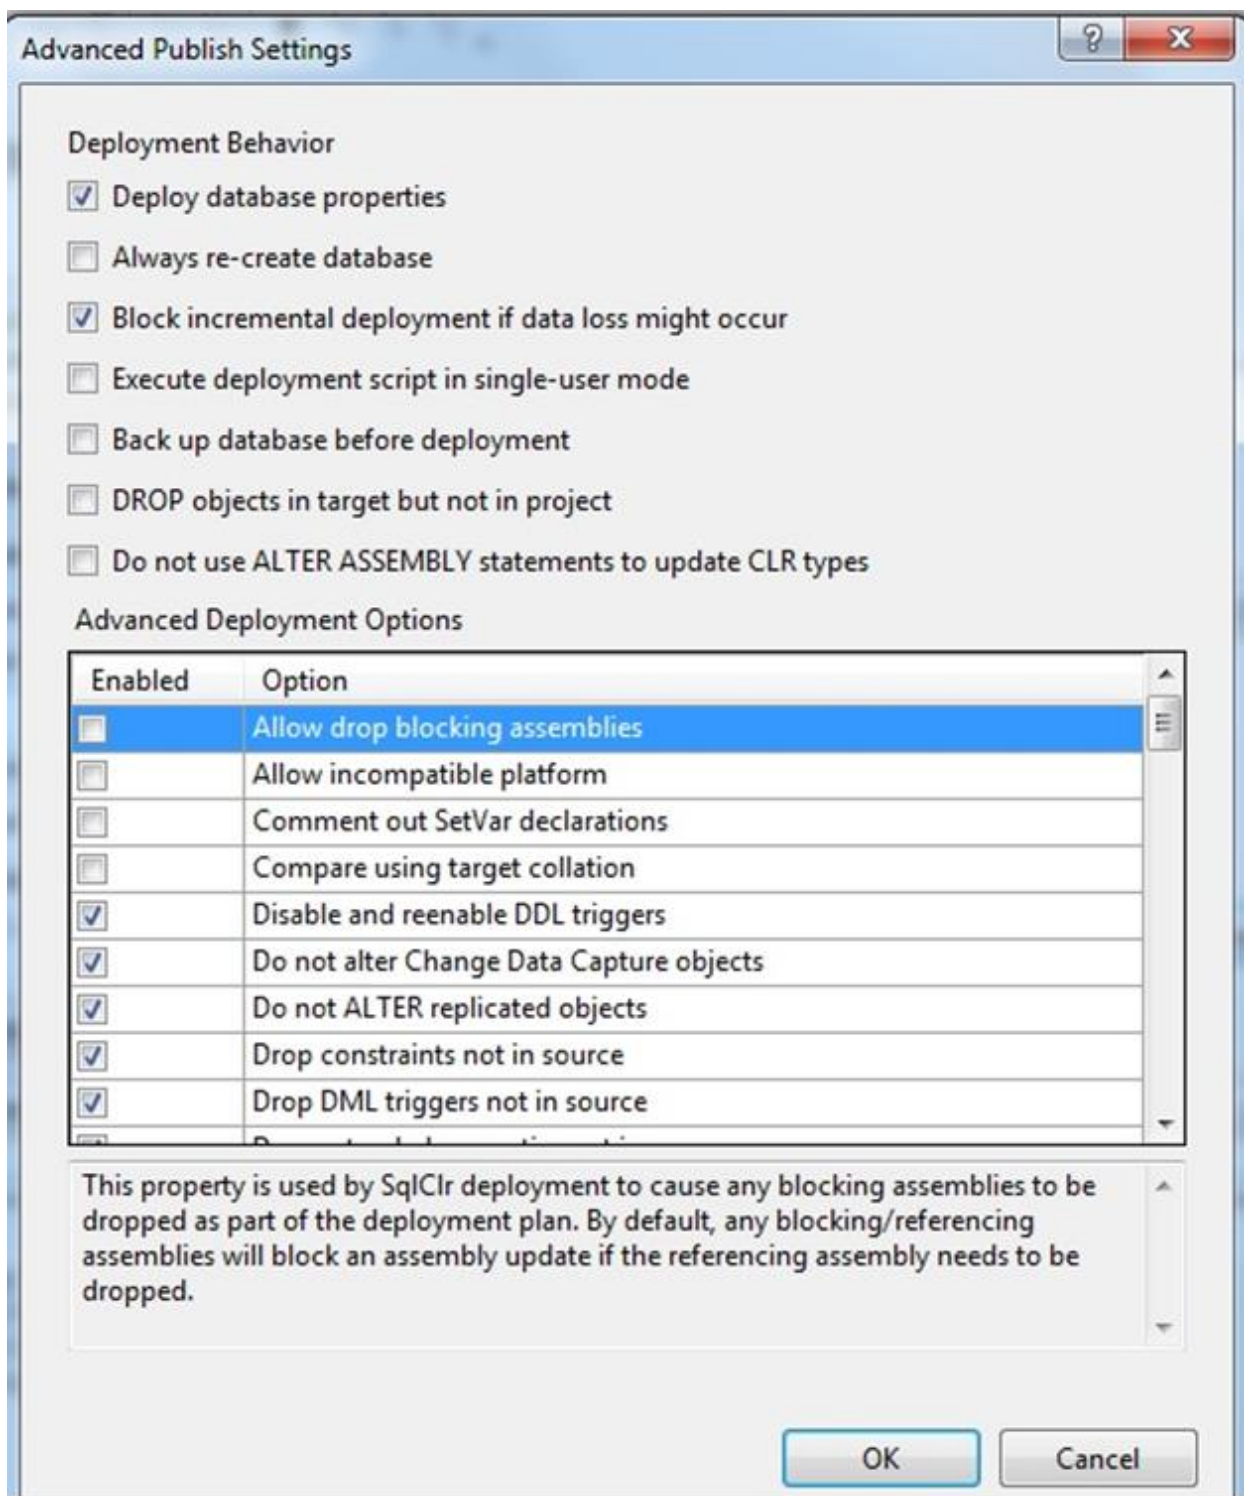 Advanced Publish Settings
Deployment Behavior
Deploy database properties
Always re-create database
Block incremental deployment if data loss might occur
Execute deployment script in single-user mode
Back up database before deployment
DROP objects in target but not in project
Do not use ALTER ASSEMBLY statements to update CLR types
Advanced Deployment Options
Enabled Option
Allow drop blocking assemblies
Allow incompatible platform
Comment out SetVar declarations
Compare using target collation
Disable and reenable DDL triggers
Do not alter Change Data Capture objects
Do not ALTER replicated objects
Drop constraints not in source
Drop DML triggers not in source
This property is used by SqlClr deployment to cause any blocking assemblies to be
dropped as part of the deployment plan. By default, any blocking/referencing
assemblies will block an assembly update if the referencing assembly needs to be
dropped.
OK Cancel